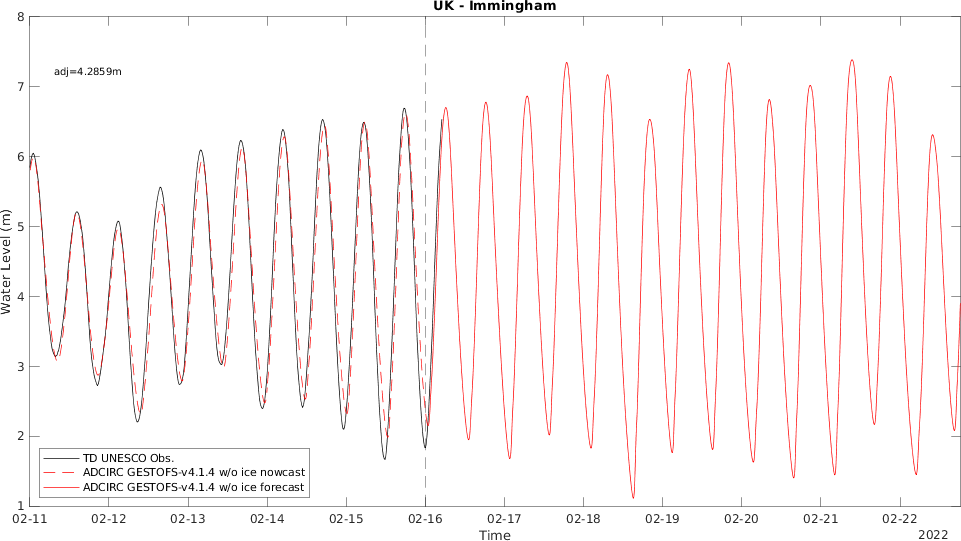 UK - Immingham
adj=4.2859m
Water Level (m)
8
7
6
5
4
3
2
1
TD UNESCO Obs.
ADCIRC GESTOFS-v4.1.4 w/o ice nowcast
ADCIRC GESTOFS-v4.1.4 w/o ice forecast
02-11 02-12 02-13 02-14 02-15 02-16 02-17 02-18 02-19 02-20 02-21 02-22
Time
2022